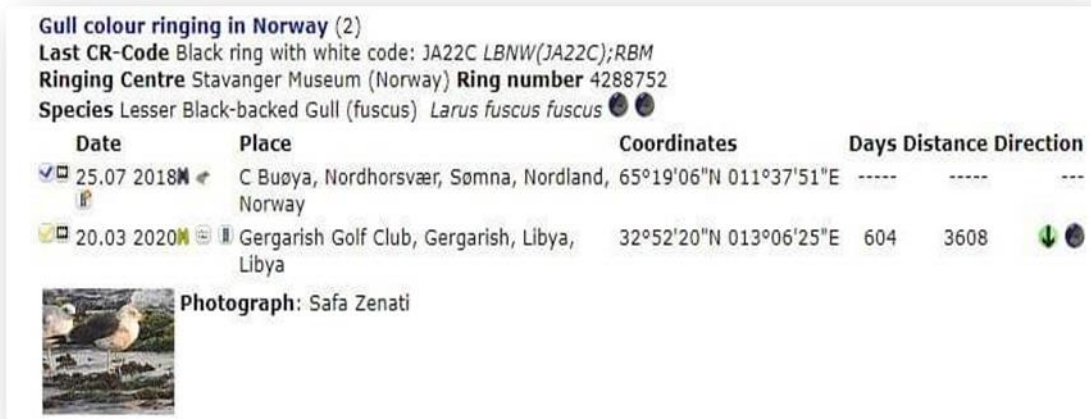 Gull colour ringing in Norway (2)
Last CR-Code Black ring with white code: JA22C LBNW(JA22C);RBM
Ringing Centre Stavanger Museum (Norway) Ring number 4288752
Species Lesser Black-backed Gull (fuscus) Larus fuscus fuscus
Date Place Coordinates Days Distance Direction
25.07 2018 C Buøya, Nordhorsvær, Sømna, Nordland, 65°19'06"N 011°37'51"E ----- ----- ---
Norway
20.03 2020 Gergarish Golf Club, Gergarish, Libya, 32°52'20"N 013°06'25"E 604 3608
Libya
Photograph: Safa Zenati